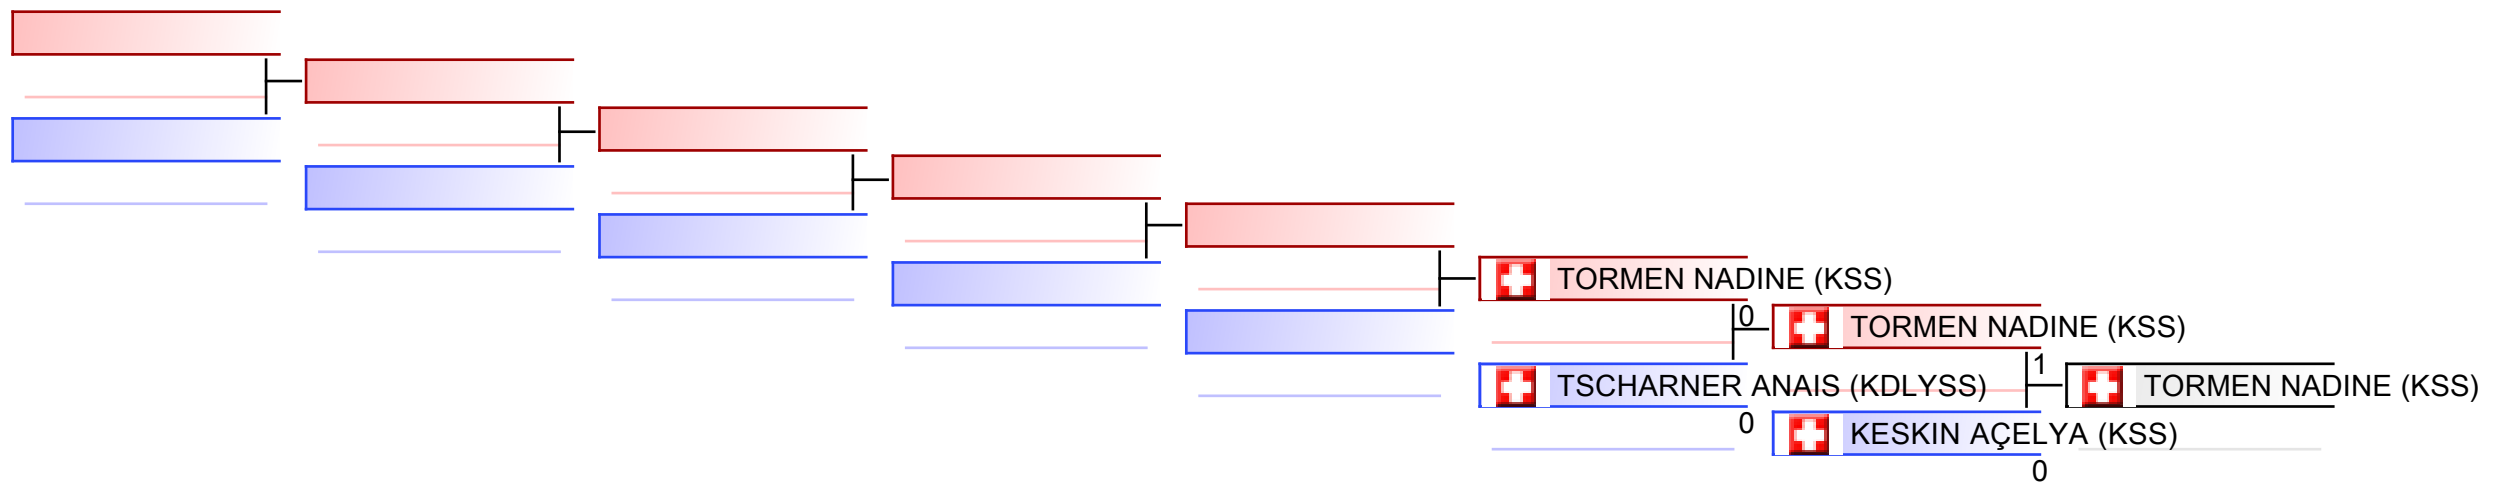 TORMEN NADINE (KSS)
0
TORMEN NADINE (KSS)
1
TSCHARNER ANAIS (KDLYSS)
TORMEN NADINE (KSS)
0
KESKIN AÇELYA (KSS)
0